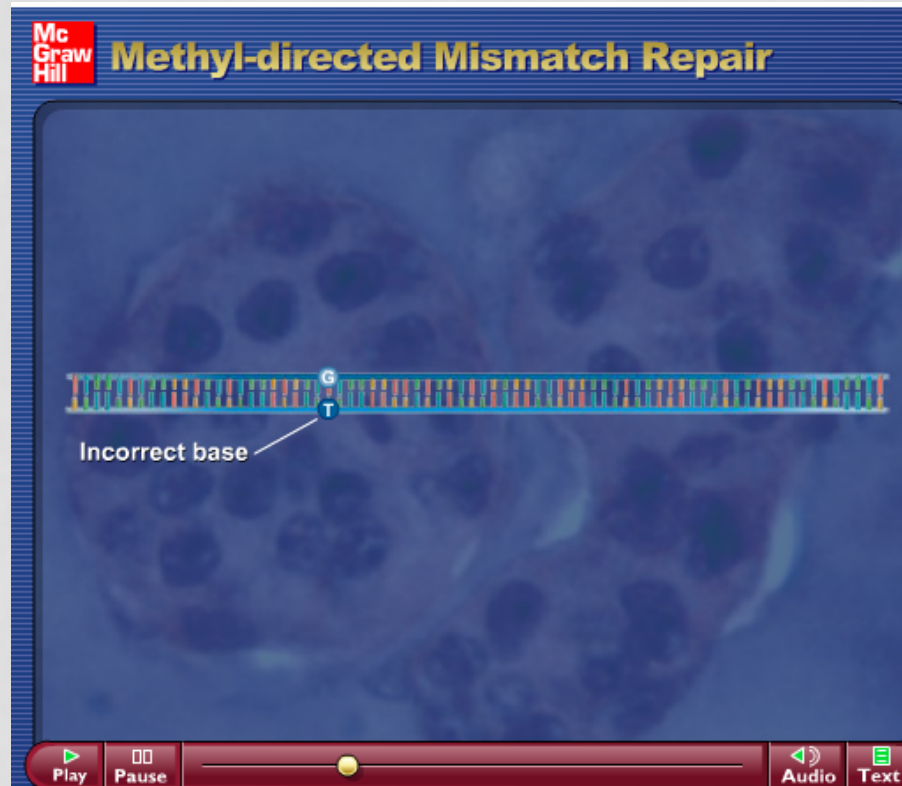 Mc
Graw
Hill
Methyl-directed Mismatch Repair
G
T
Incorrect base
Play
Pause
Audio
Text